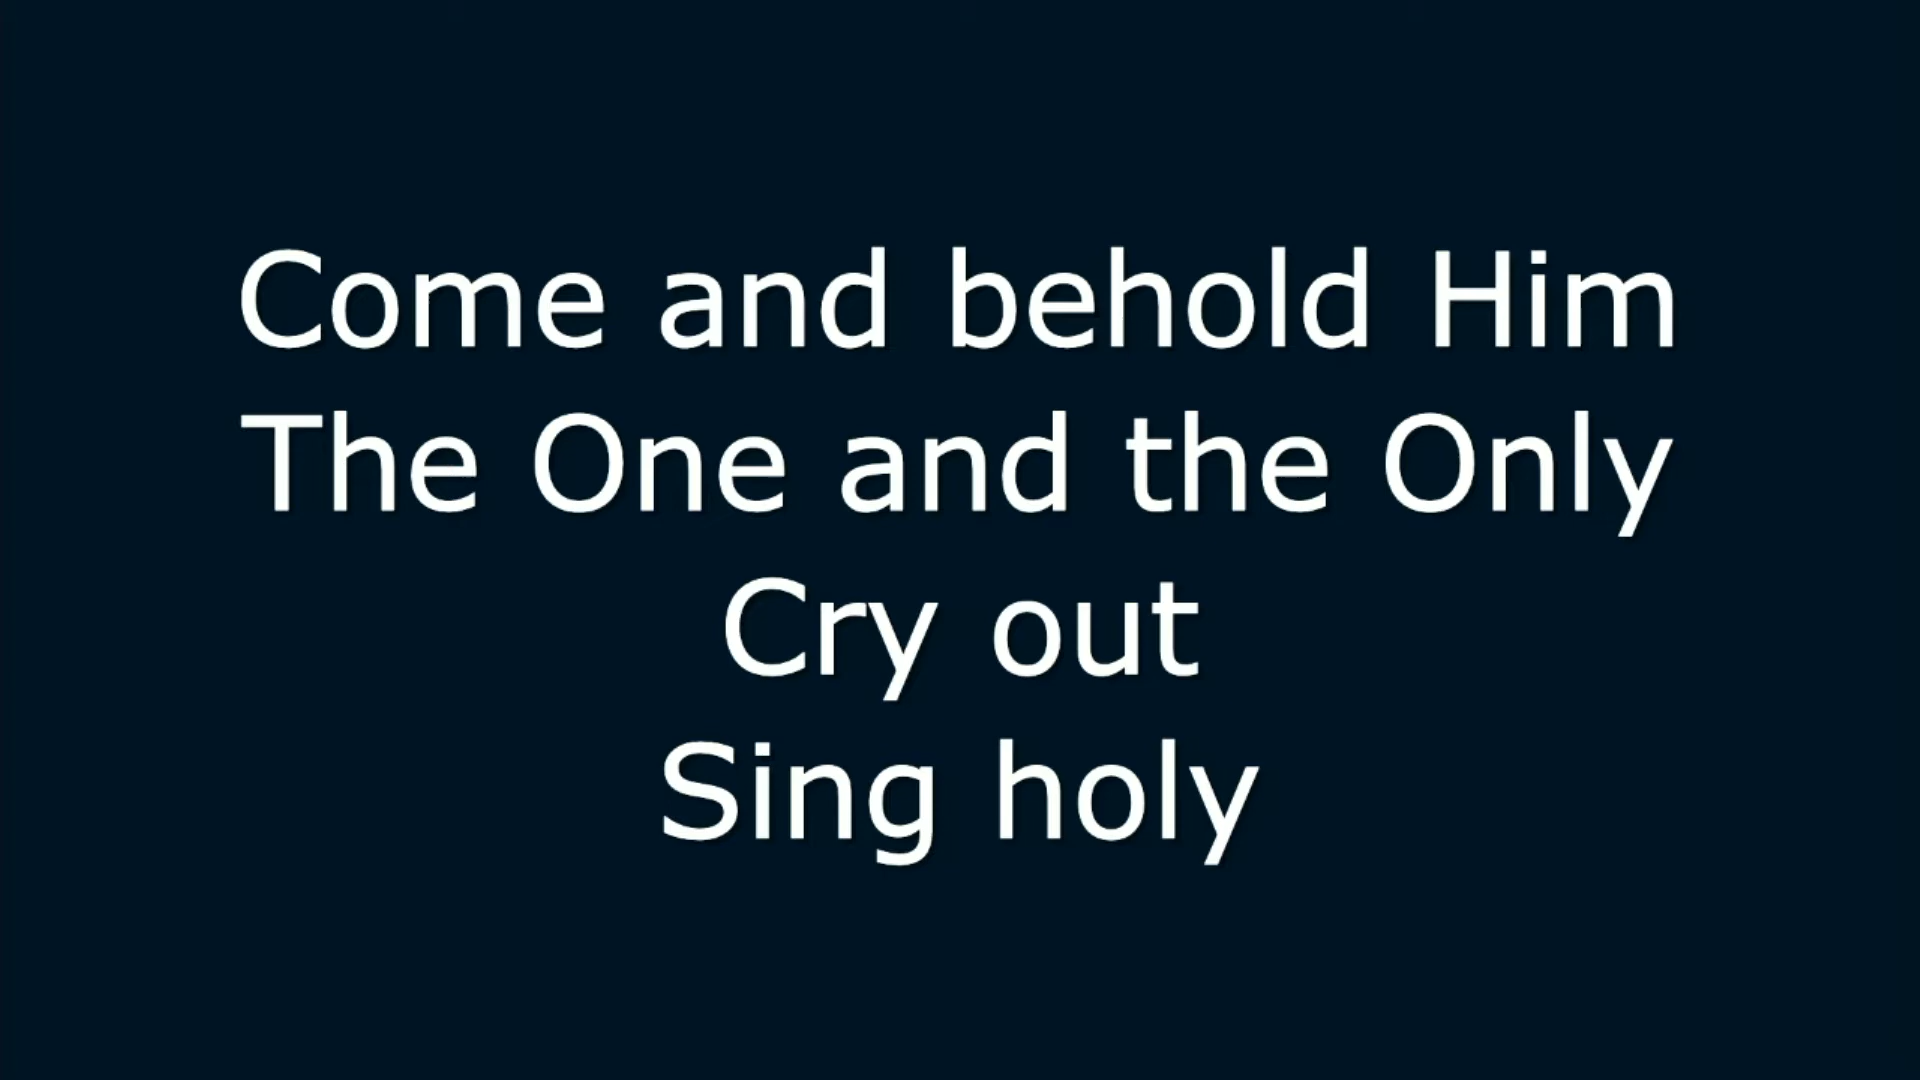 Come and behold Him
The One and the Only
Cry out
Sing holy